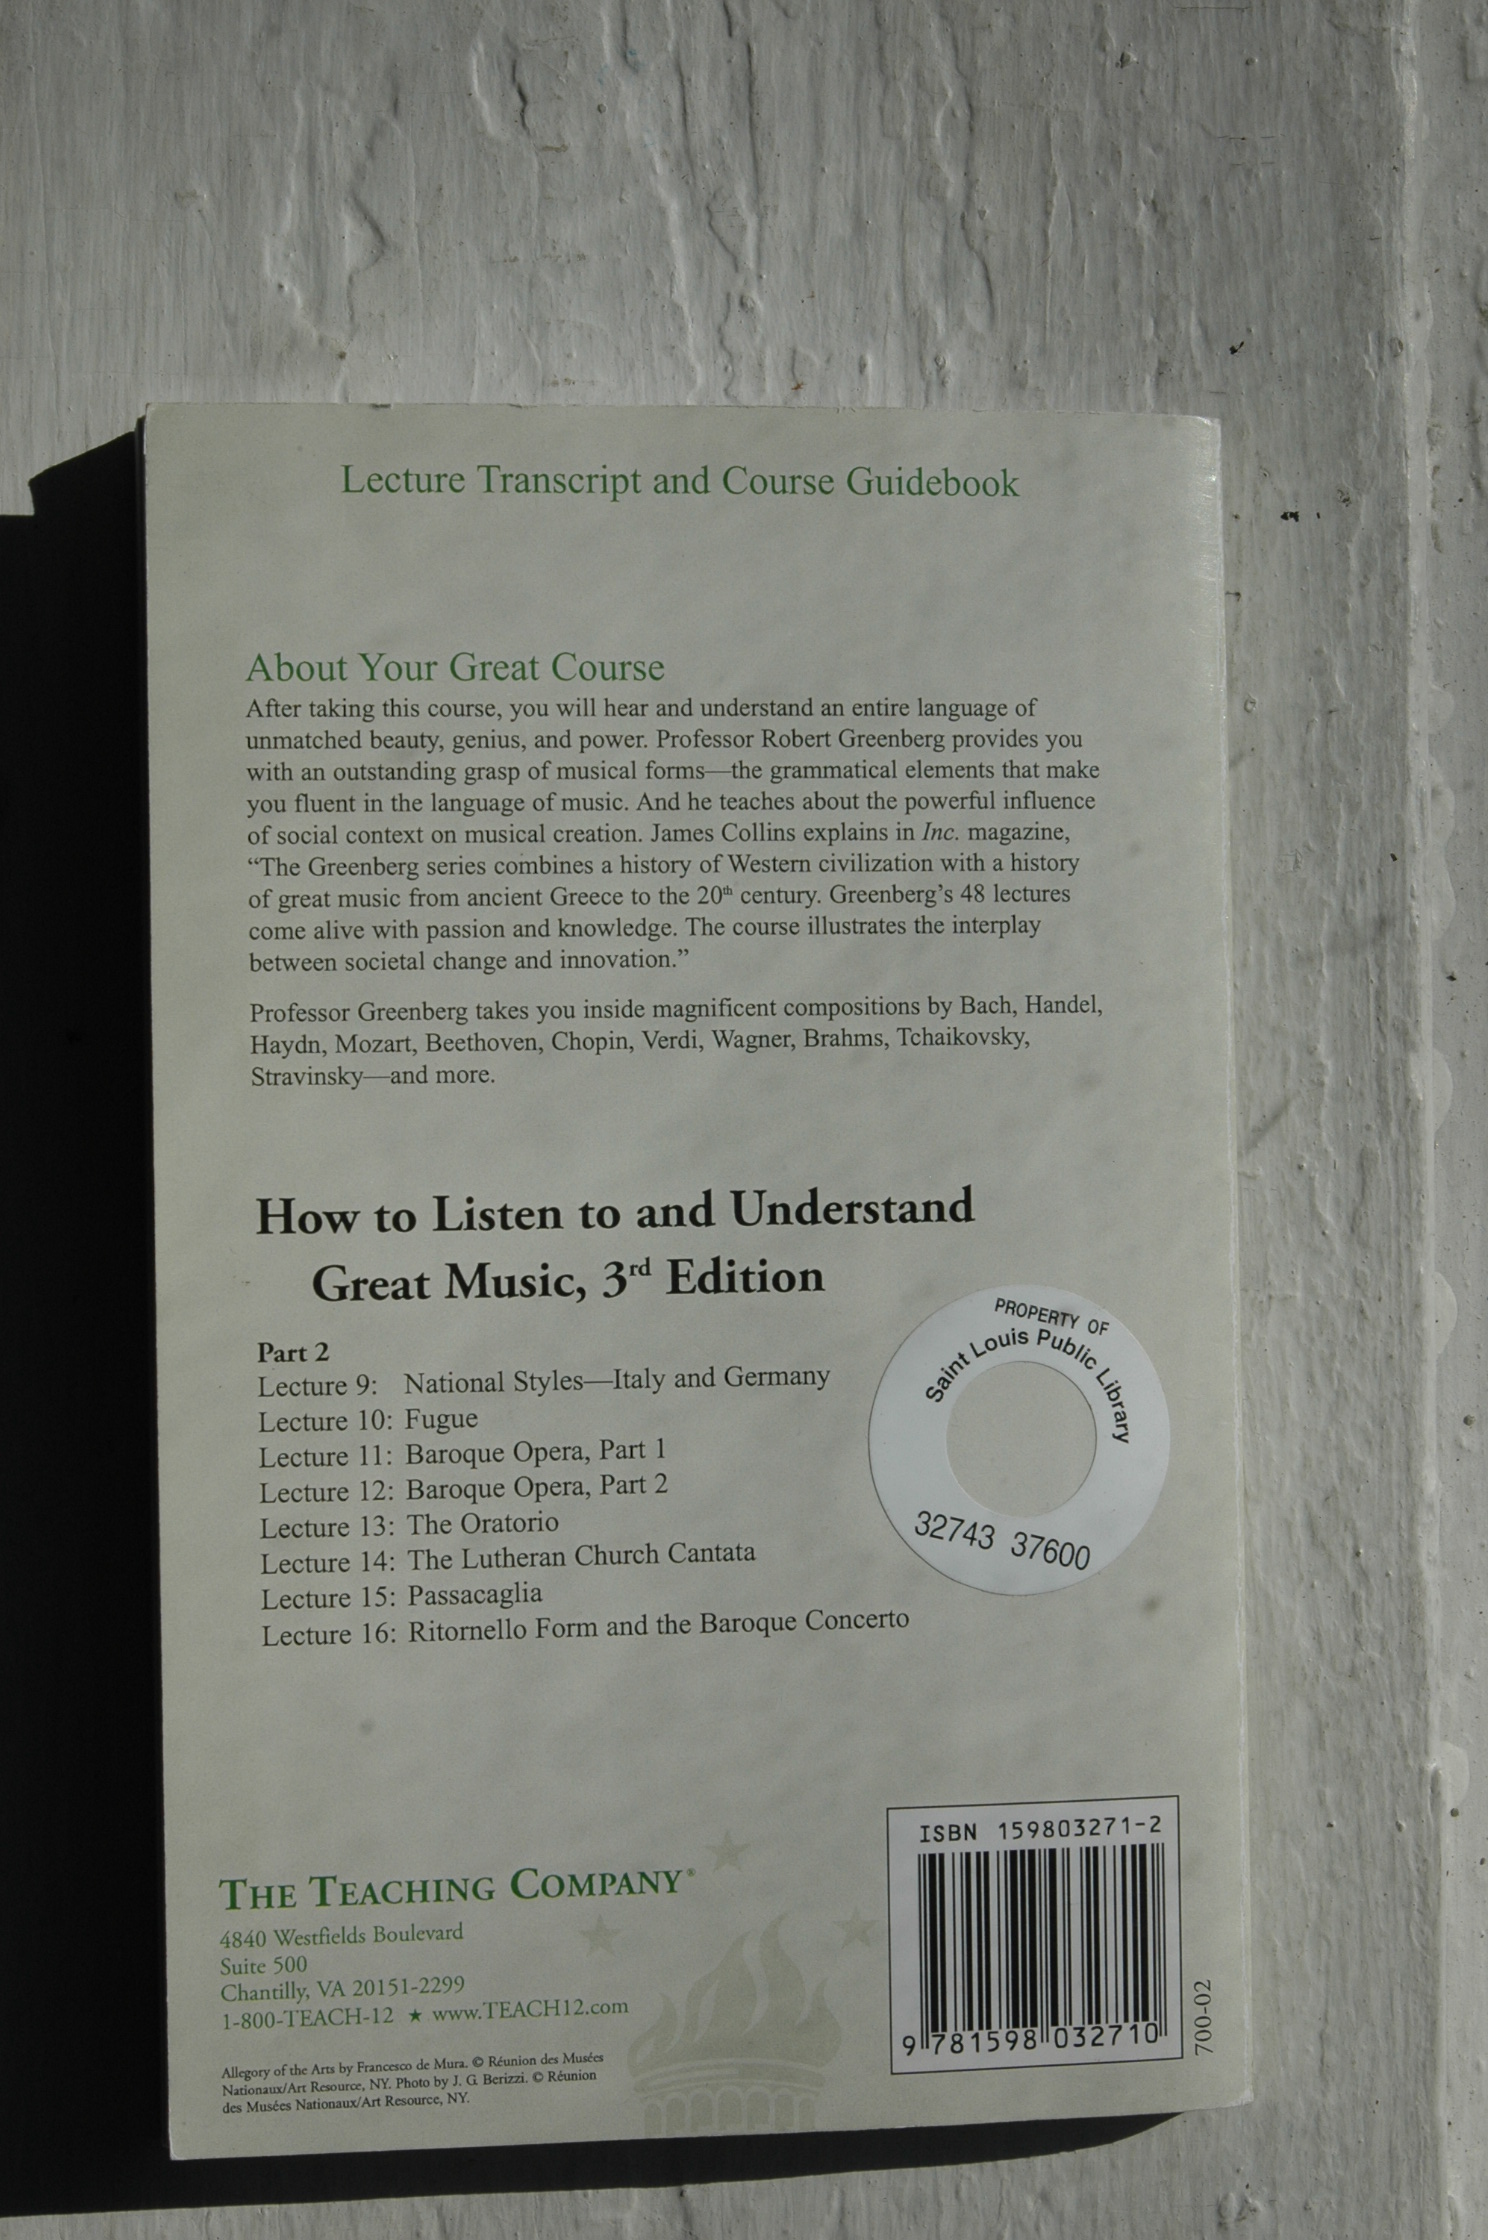 Lecture Transcript and Course Guidebook
About Your Great Course
After taking this course, you will hear and understand an entire language of
unmatched beauty, genius, and power. Professor Robert Greenberg provides you
with an outstanding grasp of musical forms—the grammatical elements that make
you fluent in the language of music. And he teaches about the powerful influence
of social context on musical creation. James Collins explains in Inc. magazine,
“The Greenberg series combines a history of Western civilization with a history
of great music from ancient Greece to the 20th century. Greenberg’s 48 lectures
come alive with passion and knowledge. The course illustrates the interplay
between societal change and innovation.”
Professor Greenberg takes you inside magnificent compositions by Bach, Handel,
Haydn, Mozart, Beethoven, Chopin, Verdi, Wagner, Brahms, Tchaikovsky,
Stravinsky—and more.
How to Listen to and Understand
Great Music, 3rd Edition
Part 2
Lecture 9: National Styles—Italy and Germany
Lecture 10: Fugue
Lecture 11: Baroque Opera, Part 1
Lecture 12: Baroque Opera, Part 2
Lecture 13: The Oratorio
Lecture 14: The Lutheran Church Cantata
Lecture 15: Passacaglia
Lecture 16: Ritornello Form and the Baroque Concerto
PROPERTY OF
Saint Louis Public Library
32743 37600
THE TEACHING COMPANY®
4840 Westfields Boulevard
Suite 500
Chantilly, VA 20151-2299
1-800-TEACH-12 ★ www.TEACH12.com
Allegory of the Arts by Francesco de Mura. © Réunion des Musées
Nationaux/Art Resource, NY. Photo by J. G. Berizzi. © Réunion
des Musées Nationaux/Art Resource, NY.
ISBN 159803271-2
9 781598 032710
700-02